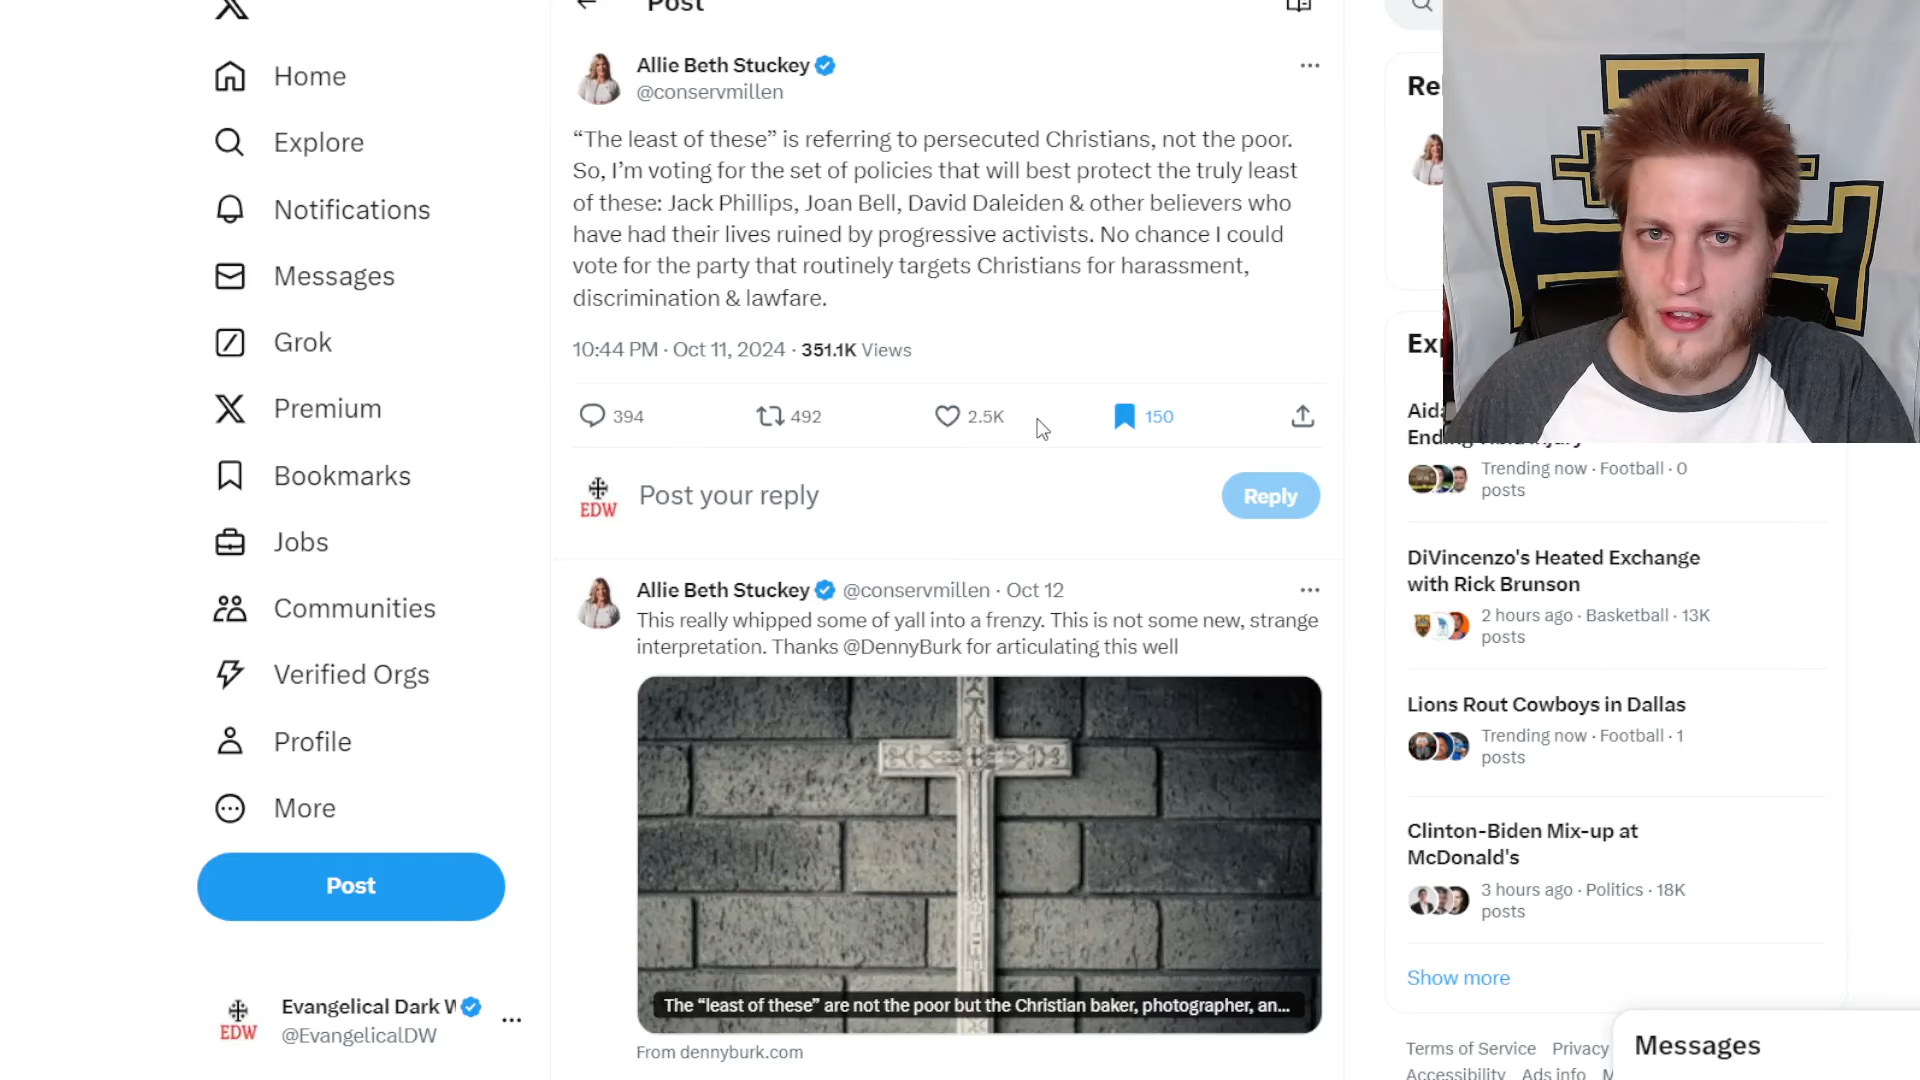 Post
Home
Explore
Notifications
Messages
Grok
Premium
Bookmarks
Jobs
Communities
Verified Orgs
Profile
More
Post
EDW
Evangelical Dark
@EvangelicalDW
Allie Beth Stuckey
@conservmillen
“The least of these” is referring to persecuted Christians, not the poor.
So, I’m voting for the set of policies that will best protect the truly least
of these: Jack Phillips, Joan Bell, David Daleiden & other believers who
have had their lives ruined by progressive activists. No chance I could
vote for the party that routinely targets Christians for harassment,
discrimination & lawfare.
10:44 PM · Oct 11, 2024 · 351.1K Views
394 492 2.5K 150
EDW
Post your reply
Reply
Allie Beth Stuckey @conservmillen · Oct 12
This really whipped some of yall into a frenzy. This is not some new, strange
interpretation. Thanks @DennyBurk for articulating this well
The “least of these” are not the poor but the Christian baker, photographer, an...
From dennyburk.com
Trending now · Football · 0
posts
DiVincenzo's Heated Exchange
with Rick Brunson
2 hours ago · Basketball · 13K
posts
Lions Rout Cowboys in Dallas
Trending now · Football · 1
posts
Clinton-Biden Mix-up at
McDonald's
3 hours ago · Politics · 18K
posts
Show more
Terms of Service Privacy
Accessibility Ads info
Messages